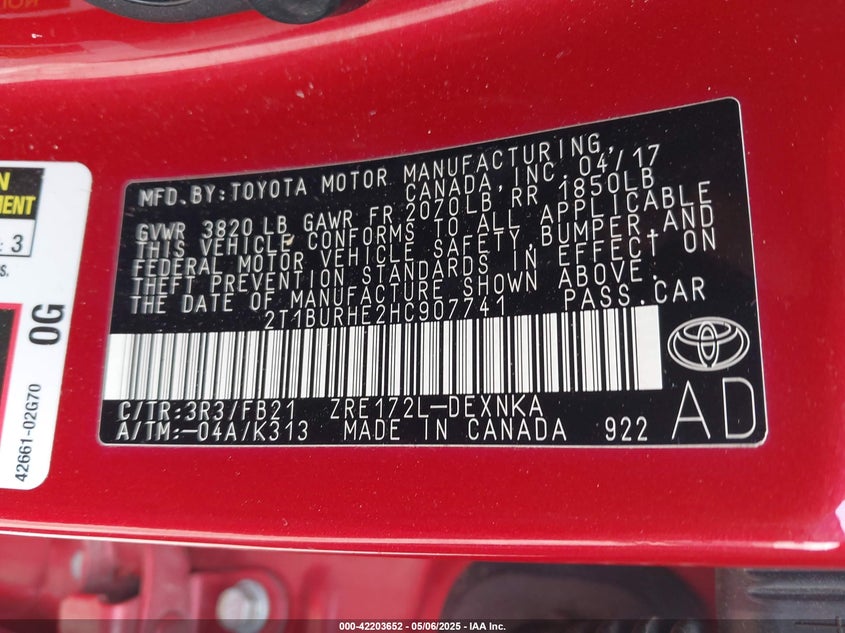 MFD.BY:TOYOTA MOTOR MANUFACTURING,
CANADA, INC. 04/17
GVWR 3820 LB GAWR FR 2070LB RR 1850LB
THIS VEHICLE CONFORMS TO ALL APPLICABLE
FEDERAL MOTOR VEHICLE SAFETY, BUMPER, AND
THEFT PREVENTION STANDARDS IN EFFECT ON
THE DATE OF MANUFACTURE SHOWN ABOVE.
2T1BURHE2HC907741 PASS.CAR
C/TR:3R3/FB21 ZRE172L-DEXNKA
A/TM:-04A/K313 MADE IN CANADA 922
AD
3
0G
42661-02G70
000-42203652 - 05/06/2025 - IAA Inc.